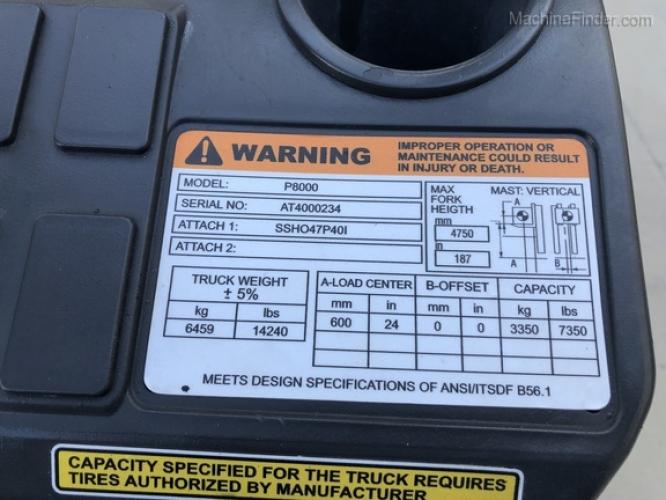 MachineFinder.com
WARNING
IMPROPER OPERATION OR
MAINTENANCE COULD RESULT
IN INJURY OR DEATH.
MODEL: P8000
SERIAL NO: AT4000234
ATTACH 1: SSHO47P40I
ATTACH 2:
MAX
FORK
HEIGTH
mm
4750
in
187
MAST: VERTICAL
A
A B
TRUCK WEIGHT
± 5%
kg lbs
6459 14240
A-LOAD CENTER B-OFFSET CAPACITY
mm in mm in kg lbs
600 24 0 0 3350 7350
MEETS DESIGN SPECIFICATIONS OF ANSI/ITSDF B56.1
CAPACITY SPECIFIED FOR THE TRUCK REQUIRES
TIRES AUTHORIZED BY MANUFACTURER